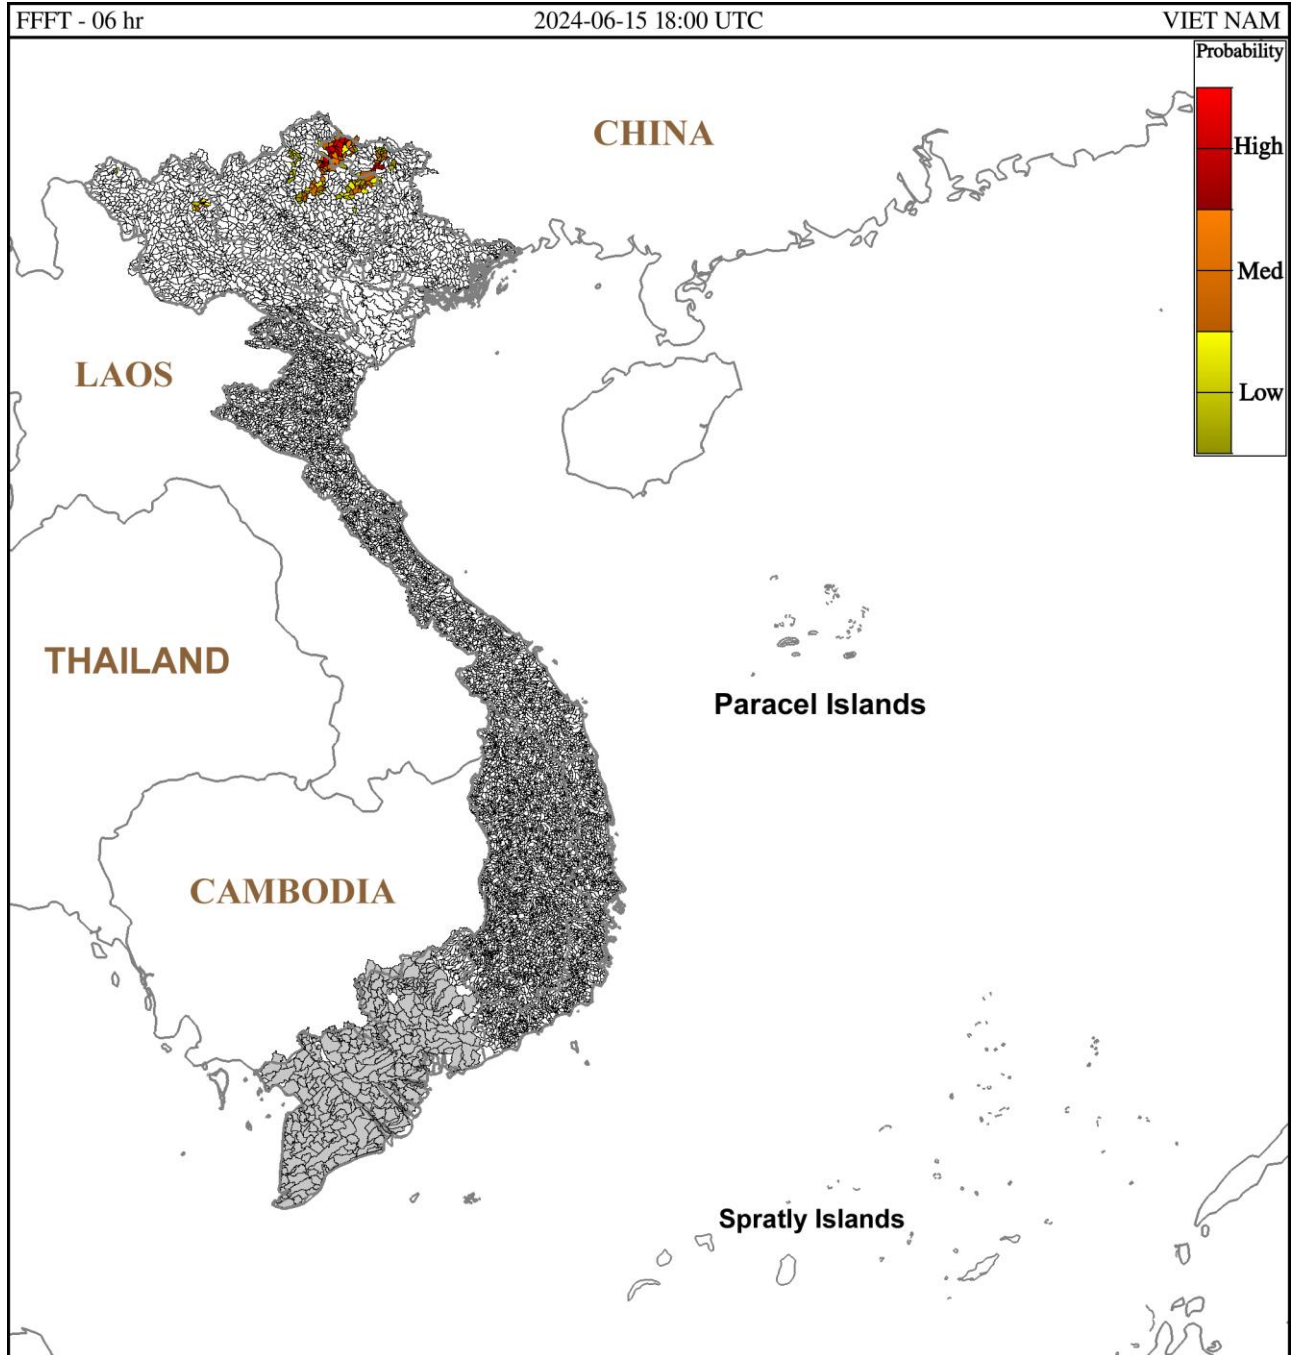 FFFT - 06 hr 2024-06-15 18:00 UTC VIET NAM
Probability
CHINA
High
Med
LAOS
Low
THAILAND
Paracel Islands
CAMBODIA
Spratly Islands